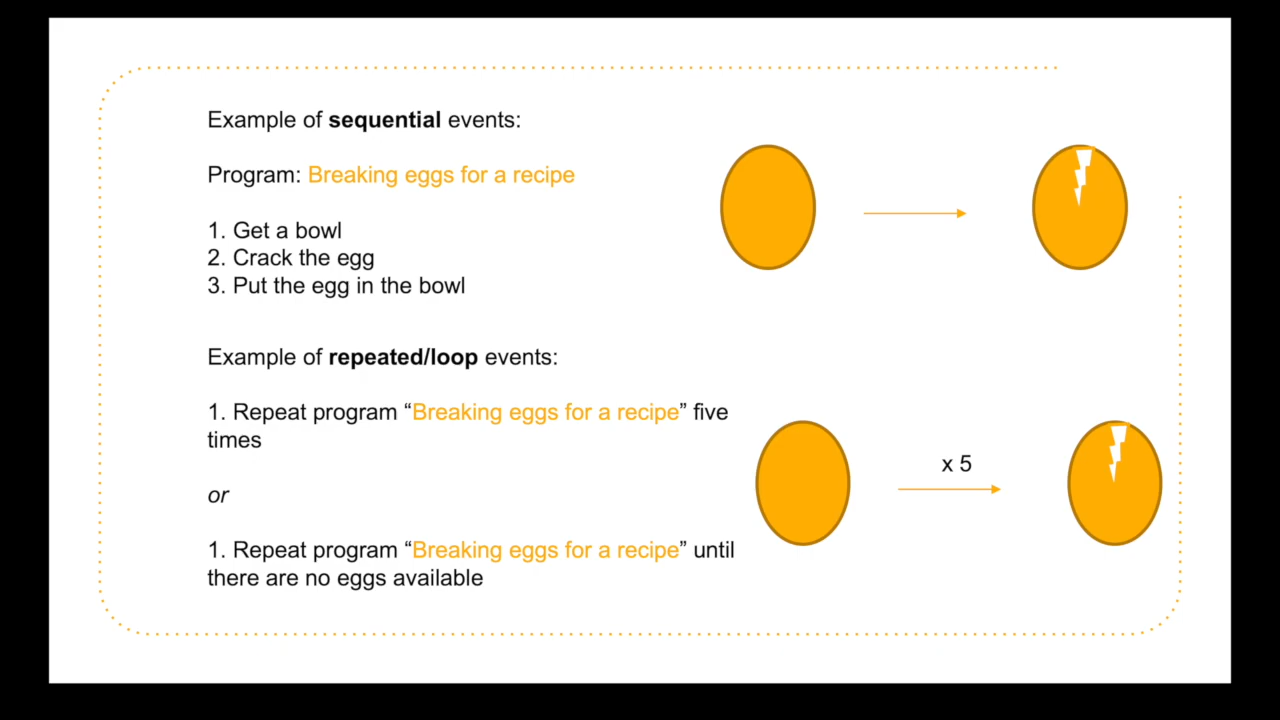 Example of sequential events:
Program: Breaking eggs for a recipe
1. Get a bowl
2. Crack the egg
3. Put the egg in the bowl
Example of repeated/loop events:
1. Repeat program “Breaking eggs for a recipe” five
times
x 5
or
1. Repeat program “Breaking eggs for a recipe” until
there are no eggs available